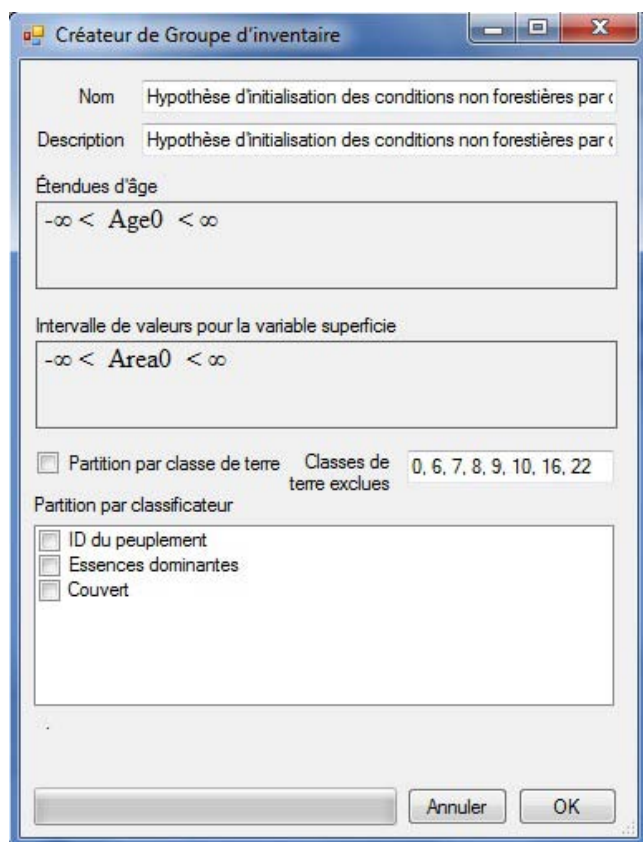 Créateur de Groupe d'inventaire
Nom Hypothèse d'initialisation des conditions non forestières par
Description Hypothèse d'initialisation des conditions non forestières par
Étendues d'âge
-∞ < Age0 < ∞
Intervalle de valeurs pour la variable superficie
-∞ < Area0 < ∞
Partition par classe de terre Classes de terre exclues 0, 6, 7, 8, 9, 10, 16, 22
Partition par classificateur
ID du peuplement
Essences dominantes
Couvert
Annuler OK